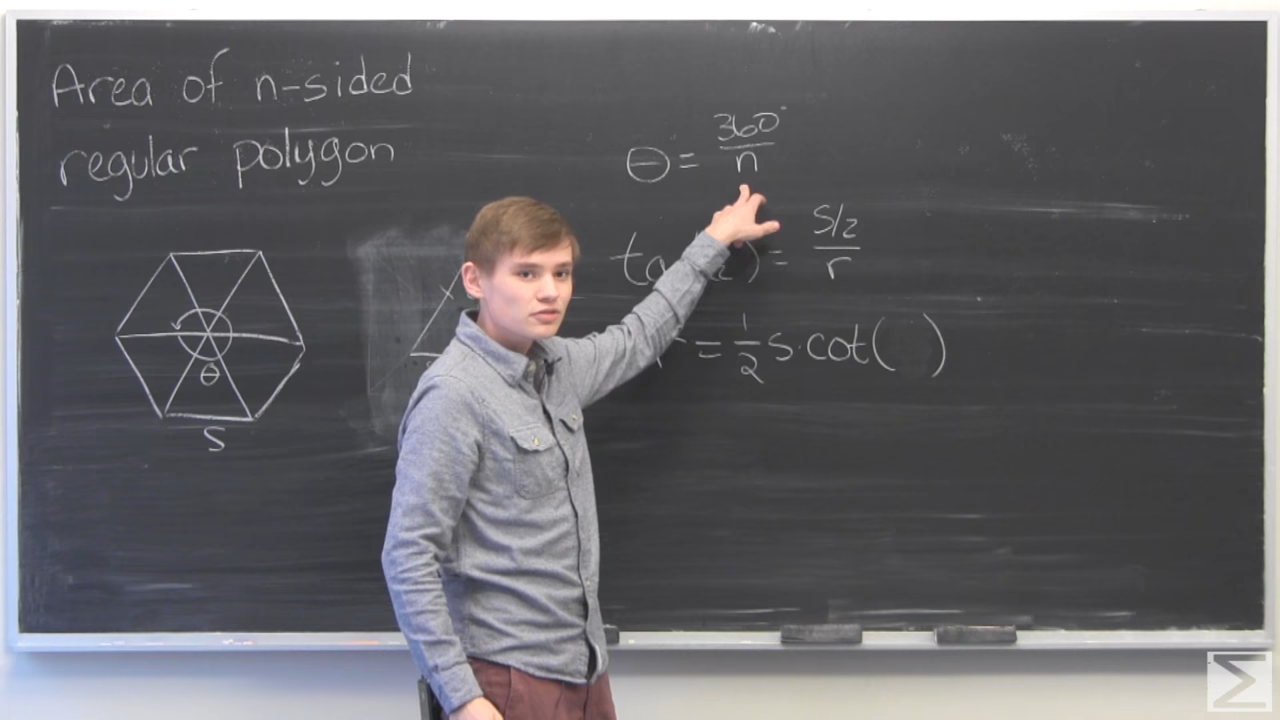 Area of n-sided
regular polygon
θ = 360°/n
= s/2 / r
= 1/2 s·cot( )
θ
s
Σ